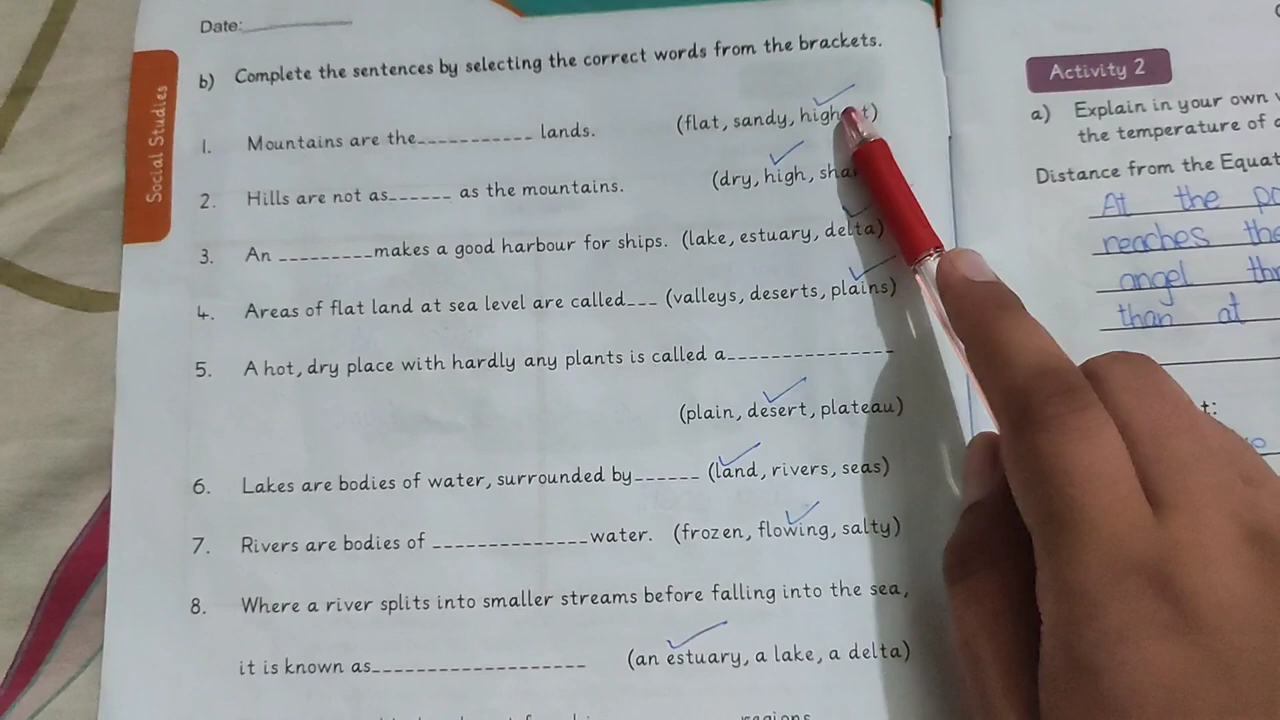 Date:
Social Studies
b) Complete the sentences by selecting the correct words from the brackets.
1. Mountains are the___________ lands. (flat, sandy, high t)
2. Hills are not as______ as the mountains. (dry, high,
3. An _________makes a good harbour for ships. (lake, estuary, delta)
4. Areas of flat land at sea level are called___ (valleys, deserts, plains)
5. A hot, dry place with hardly any plants is called a_______________
(plain, desert, plateau)
6. Lakes are bodies of water, surrounded by______ (land, rivers, seas)
7. Rivers are bodies of ______________water. (frozen, flowing, salty)
8. Where a river splits into smaller streams before falling into the sea,
it is known as___________________ (an estuary, a lake, a delta)
regions
Activity 2
a) Explain in your own
the temperature of
Distance from the
At the
reaches
angel
than at